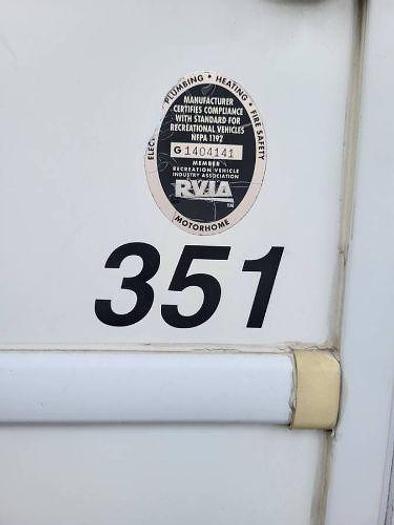 ELEC PLUMBING • HEATING • FIRE SAFETY
MANUFACTURER
CERTIFIES COMPLIANCE
WITH STANDARD FOR
RECREATIONAL VEHICLES
NFPA 1192
G 1404141
MEMBER
RECREATION VEHICLE
INDUSTRY ASSOCIATION
RVIA
MOTORHOME
351